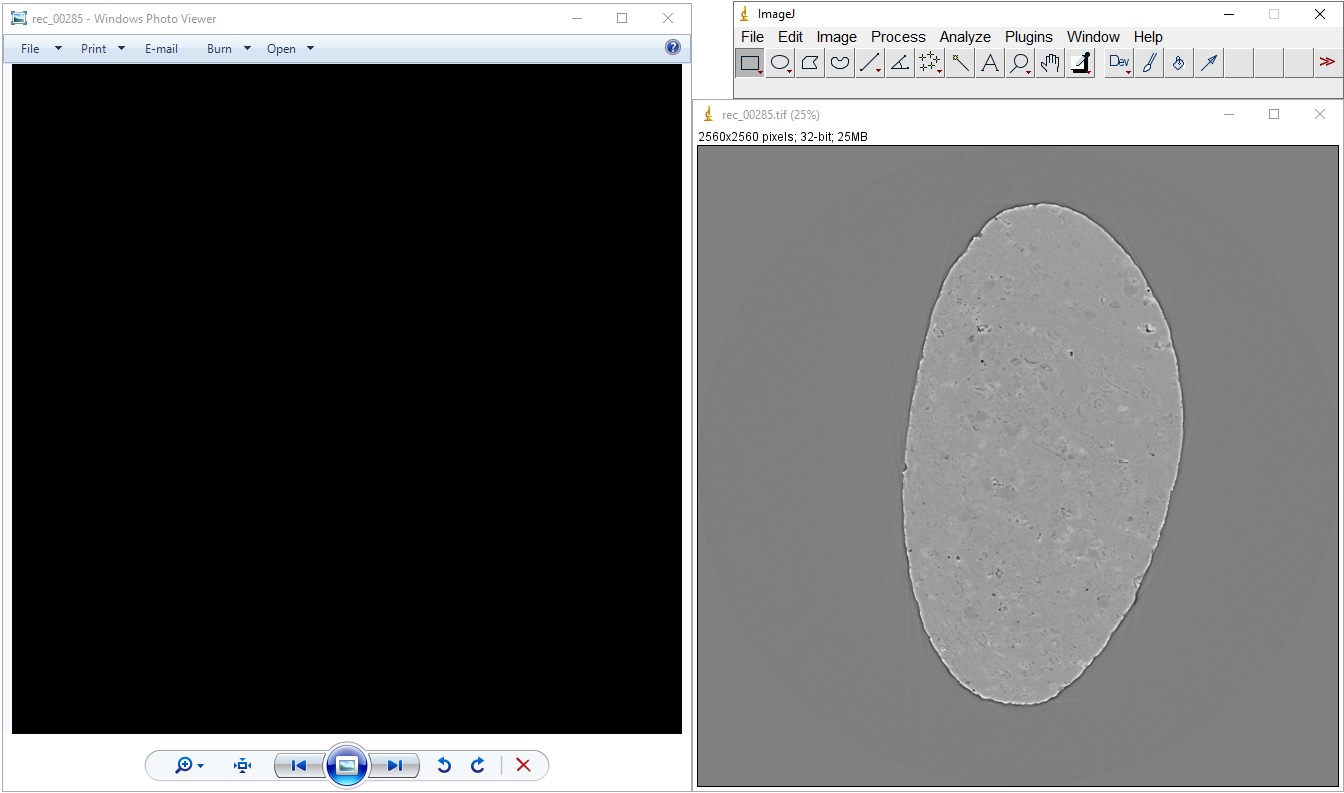 rec_00285 - Windows Photo Viewer
File Print E-mail Burn Open
?
ImageJ
File Edit Image Process Analyze Plugins Window Help
A Dev >>
rec_00285.tif (25%)
2560x2560 pixels; 32-bit; 25MB